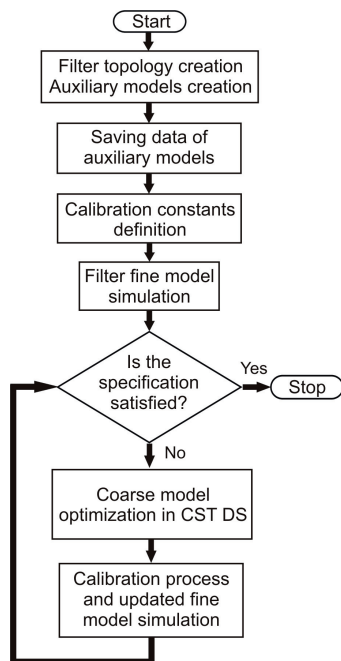 Start
Filter topology creation
Auxiliary models creation
Saving data of
auxiliary models
Calibration constants
definition
Filter fine model
simulation
Is the
specification
satisfied?
Yes
Stop
No
Coarse model
optimization in CST DS
Calibration process
and updated fine
model simulation